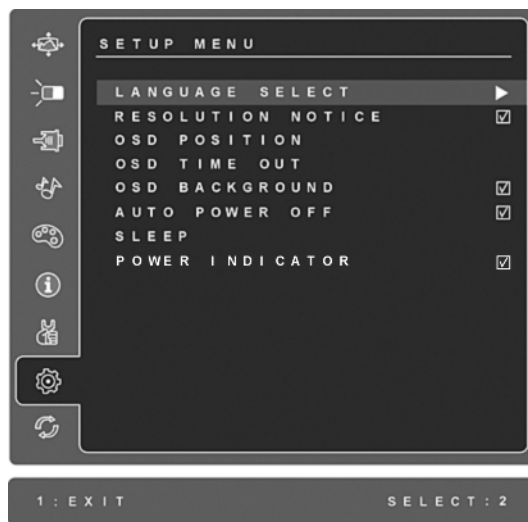 SETUP MENU
LANGUAGE SELECT
RESOLUTION NOTICE
OSD POSITION
OSD TIME OUT
OSD BACKGROUND
AUTO POWER OFF
SLEEP
POWER INDICATOR
1:EXIT SELECT:2